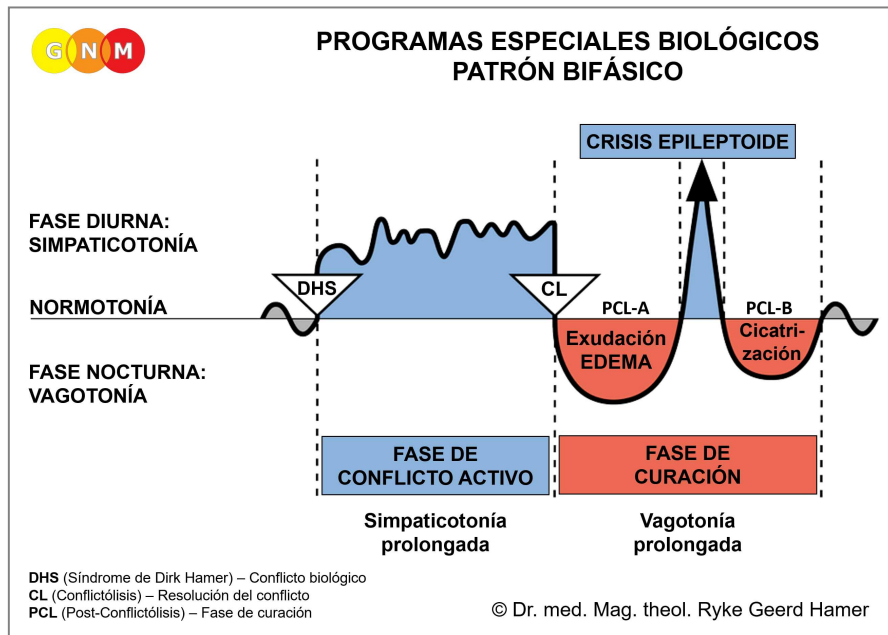 GNM
PROGRAMAS ESPECIALES BIOLÓGICOS
PATRÓN BIFÁSICO
CRISIS EPILEPTOIDE
FASE DIURNA:
SIMPATICOTONÍA
DHS
CL
NORMOTONÍA
PCL-A
PCL-B
Exudación
EDEMA
Cicatri-
zación
FASE NOCTURNA:
VAGOTONÍA
FASE DE
CONFLICTO ACTIVO
FASE DE
CURACIÓN
Simpaticotonía
prolongada
Vagotonía
prolongada
DHS (Síndrome de Dirk Hamer) – Conflicto biológico
CL (Conflictólisis) – Resolución del conflicto
PCL (Post-Conflictólisis) – Fase de curación
© Dr. med. Mag. theol. Ryke Geerd Hamer